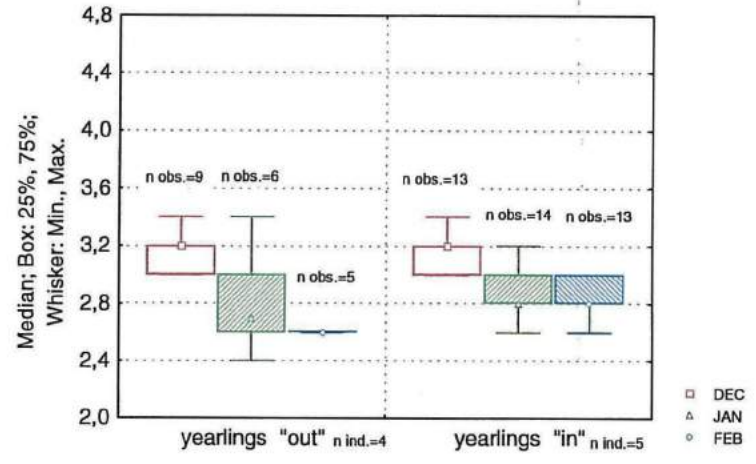 Median; Box: 25%, 75%;
Whisker: Min., Max.
4,8
4,4
4,0
3,6
3,2
2,8
2,4
2,0
n obs.=9
n obs.=6
n obs.=5
n obs.=13
n obs.=14
n obs.=13
yearlings "out" n ind.=4
yearlings "in" n ind.=5
DEC
JAN
FEB